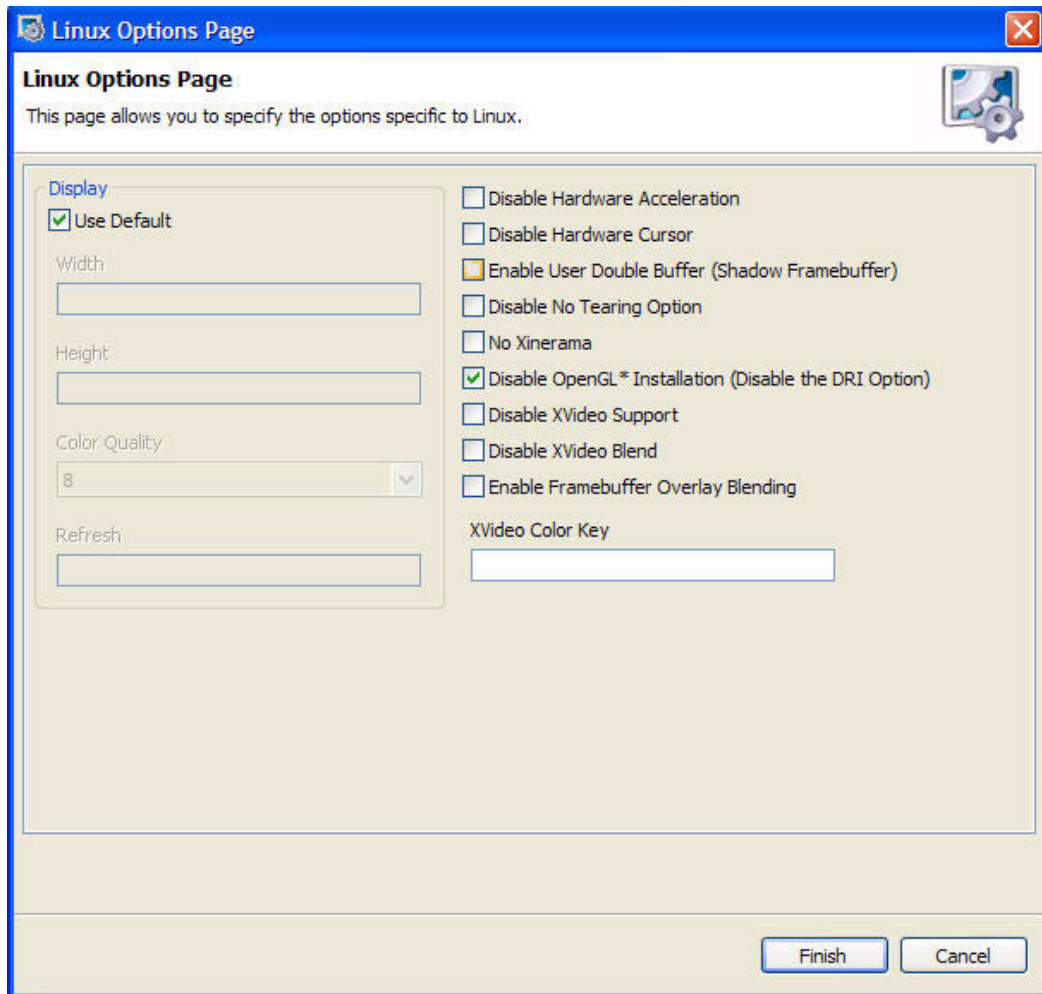 Linux Options Page
Linux Options Page
This page allows you to specify the options specific to Linux.
Display
Use Default
Width
Height
Color Quality
8
Refresh
Disable Hardware Acceleration
Disable Hardware Cursor
Enable User Double Buffer (Shadow Framebuffer)
Disable No Tearing Option
No Xinerama
Disable OpenGL* Installation (Disable the DRI Option)
Disable XVideo Support
Disable XVideo Blend
Enable Framebuffer Overlay Blending
XVideo Color Key
Finish
Cancel